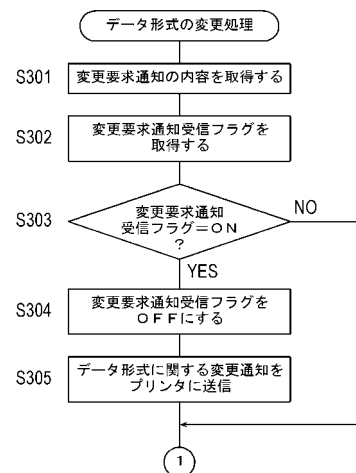 データ形式の変更処理
S301
変更要求通知の内容を取得する
S302
変更要求通知受信フラグを
取得する
S303
変更要求通知
受信フラグ=ON
?
NO
YES
S304
変更要求通知受信フラグを
OFFにする
S305
データ形式に関する変更通知を
プリンタに送信
1